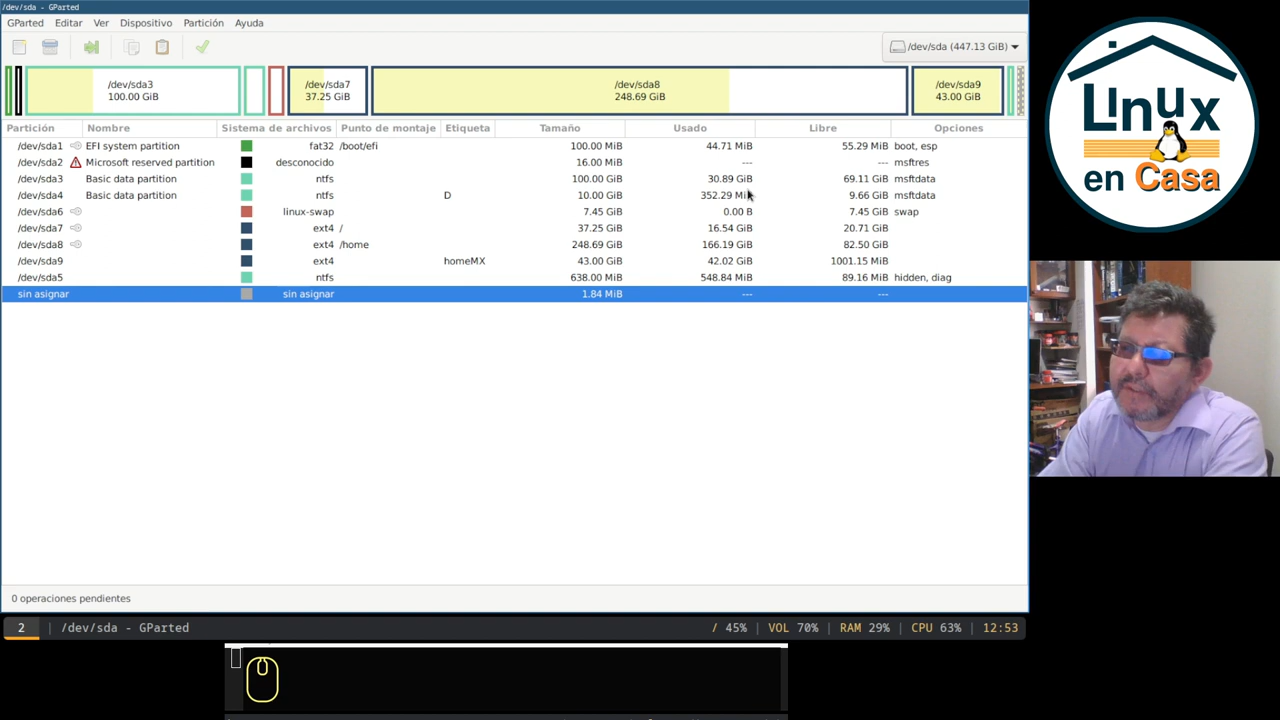 /dev/sda - GParted
GParted Editar Ver Dispositivo Partición Ayuda
/dev/sda (447.13 GiB)
/dev/sda3
100.00 GiB
/dev/sda7
37.25 GiB
/dev/sda8
248.69 GiB
/dev/sda9
43.00 GiB
Partición Nombre Sistema de archivos Punto de montaje Etiqueta Tamaño Usado Libre Opciones
/dev/sda1 EFI system partition fat32 /boot/efi 100.00 MiB 44.71 MiB 55.29 MiB boot, esp
/dev/sda2 Microsoft reserved partition desconocido 16.00 MiB --- --- msftres
/dev/sda3 Basic data partition ntfs 100.00 GiB 30.89 GiB 69.11 GiB msftdata
/dev/sda4 Basic data partition ntfs D 10.00 GiB 352.29 MiB 9.66 GiB msftdata
/dev/sda6 linux-swap 7.45 GiB 0.00 B 7.45 GiB swap
/dev/sda7 ext4 / 37.25 GiB 16.54 GiB 20.71 GiB
/dev/sda8 ext4 /home 248.69 GiB 166.19 GiB 82.50 GiB
/dev/sda9 ext4 homeMX 43.00 GiB 42.02 GiB 1001.15 MiB
/dev/sda5 ntfs 638.00 MiB 548.84 MiB 89.16 MiB hidden, diag
sin asignar sin asignar 1.84 MiB --- ---
0 operaciones pendientes
2 | /dev/sda - GParted / 45% | VOL 70% | RAM 29% | CPU 63% | 12:53
Linux
en Casa